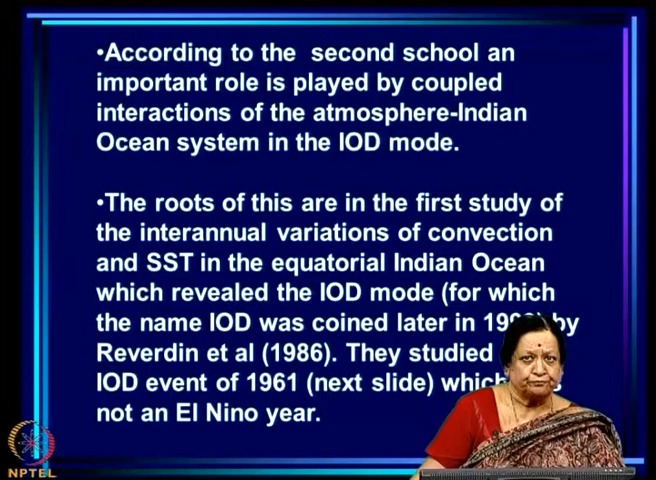 •According to the second school an
important role is played by coupled
interactions of the atmosphere-Indian
Ocean system in the IOD mode.
•The roots of this are in the first study of
the interannual variations of convection
and SST in the equatorial Indian Ocean
which revealed the IOD mode (for which
the name IOD was coined later in by
Reverdin et al (1986). They studied
IOD event of 1961 (next slide) which
not an El Nino year.
NPTEL